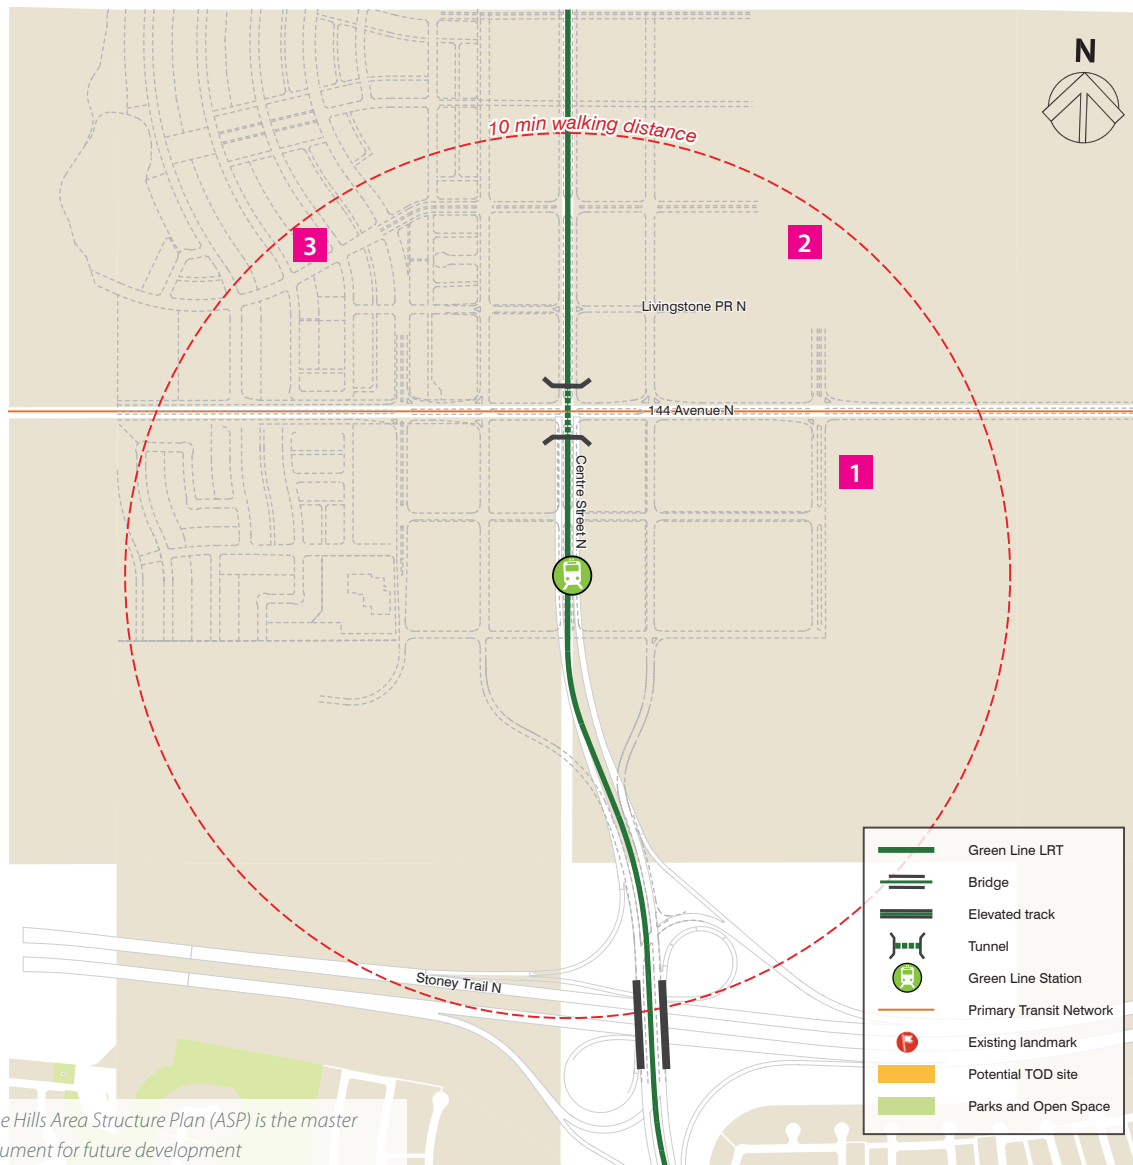 N
10 min walking distance
3
2
Livingstone PR N
144 Avenue N
1
Centre Street N
Stoney Trail N
Green Line LRT
Bridge
Elevated track
Tunnel
Green Line Station
Primary Transit Network
Existing landmark
Potential TOD site
Parks and Open Space
e Hills Area Structure Plan (ASP) is the master
ument for future development